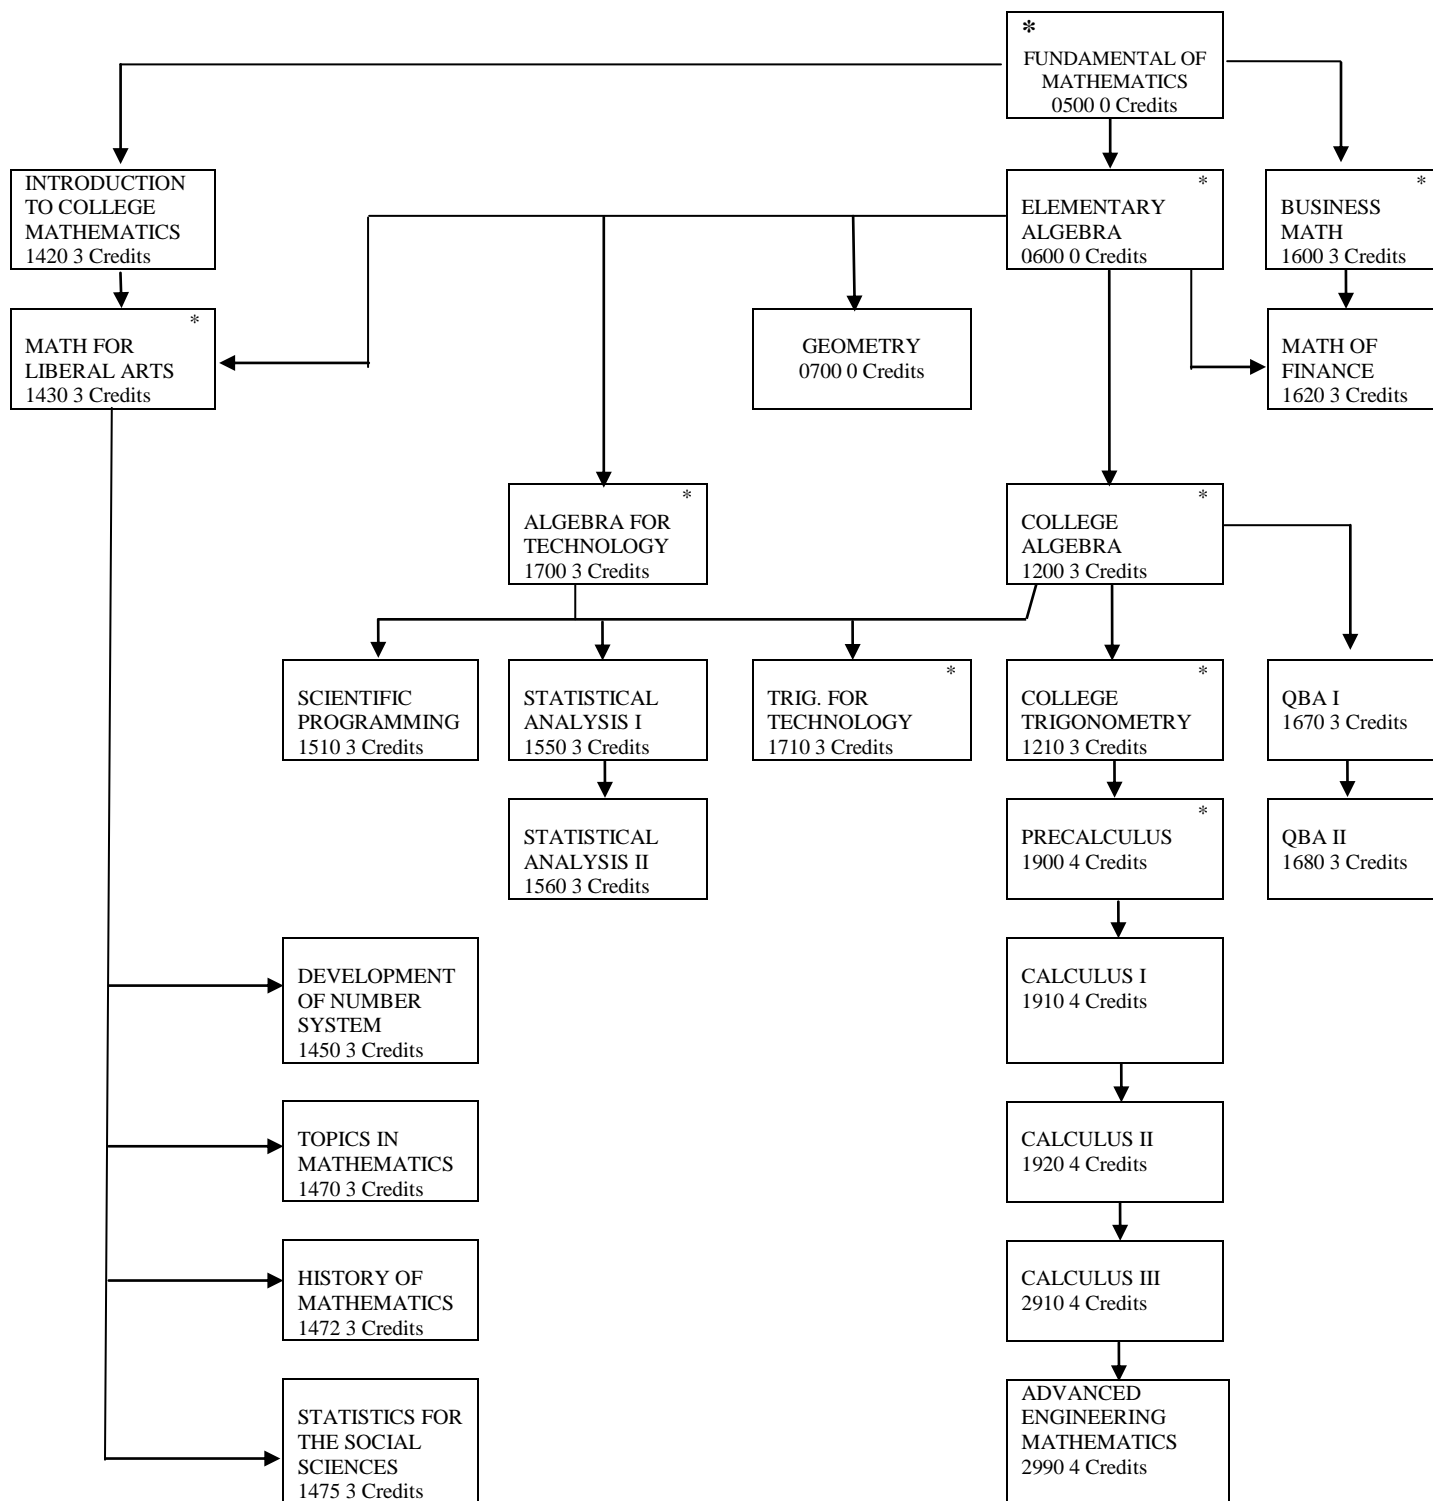 *
FUNDAMENTAL OF
MATHEMATICS
0500 0 Credits
INTRODUCTION
TO COLLEGE
MATHEMATICS
1420 3 Credits
*
ELEMENTARY
ALGEBRA
0600 0 Credits
*
BUSINESS
MATH
1600 3 Credits
*
MATH FOR
LIBERAL ARTS
1430 3 Credits
GEOMETRY
0700 0 Credits
MATH OF
FINANCE
1620 3 Credits
*
ALGEBRA FOR
TECHNOLOGY
1700 3 Credits
*
COLLEGE
ALGEBRA
1200 3 Credits
SCIENTIFIC
PROGRAMMING
1510 3 Credits
STATISTICAL
ANALYSIS I
1550 3 Credits
*
TRIG. FOR
TECHNOLOGY
1710 3 Credits
*
COLLEGE
TRIGONOMETRY
1210 3 Credits
QBA I
1670 3 Credits
STATISTICAL
ANALYSIS II
1560 3 Credits
*
PRECALCULUS
1900 4 Credits
QBA II
1680 3 Credits
DEVELOPMENT
OF NUMBER
SYSTEM
1450 3 Credits
CALCULUS I
1910 4 Credits
TOPICS IN
MATHEMATICS
1470 3 Credits
CALCULUS II
1920 4 Credits
HISTORY OF
MATHEMATICS
1472 3 Credits
CALCULUS III
2910 4 Credits
STATISTICS FOR
THE SOCIAL
SCIENCES
1475 3 Credits
ADVANCED
ENGINEERING
MATHEMATICS
2990 4 Credits